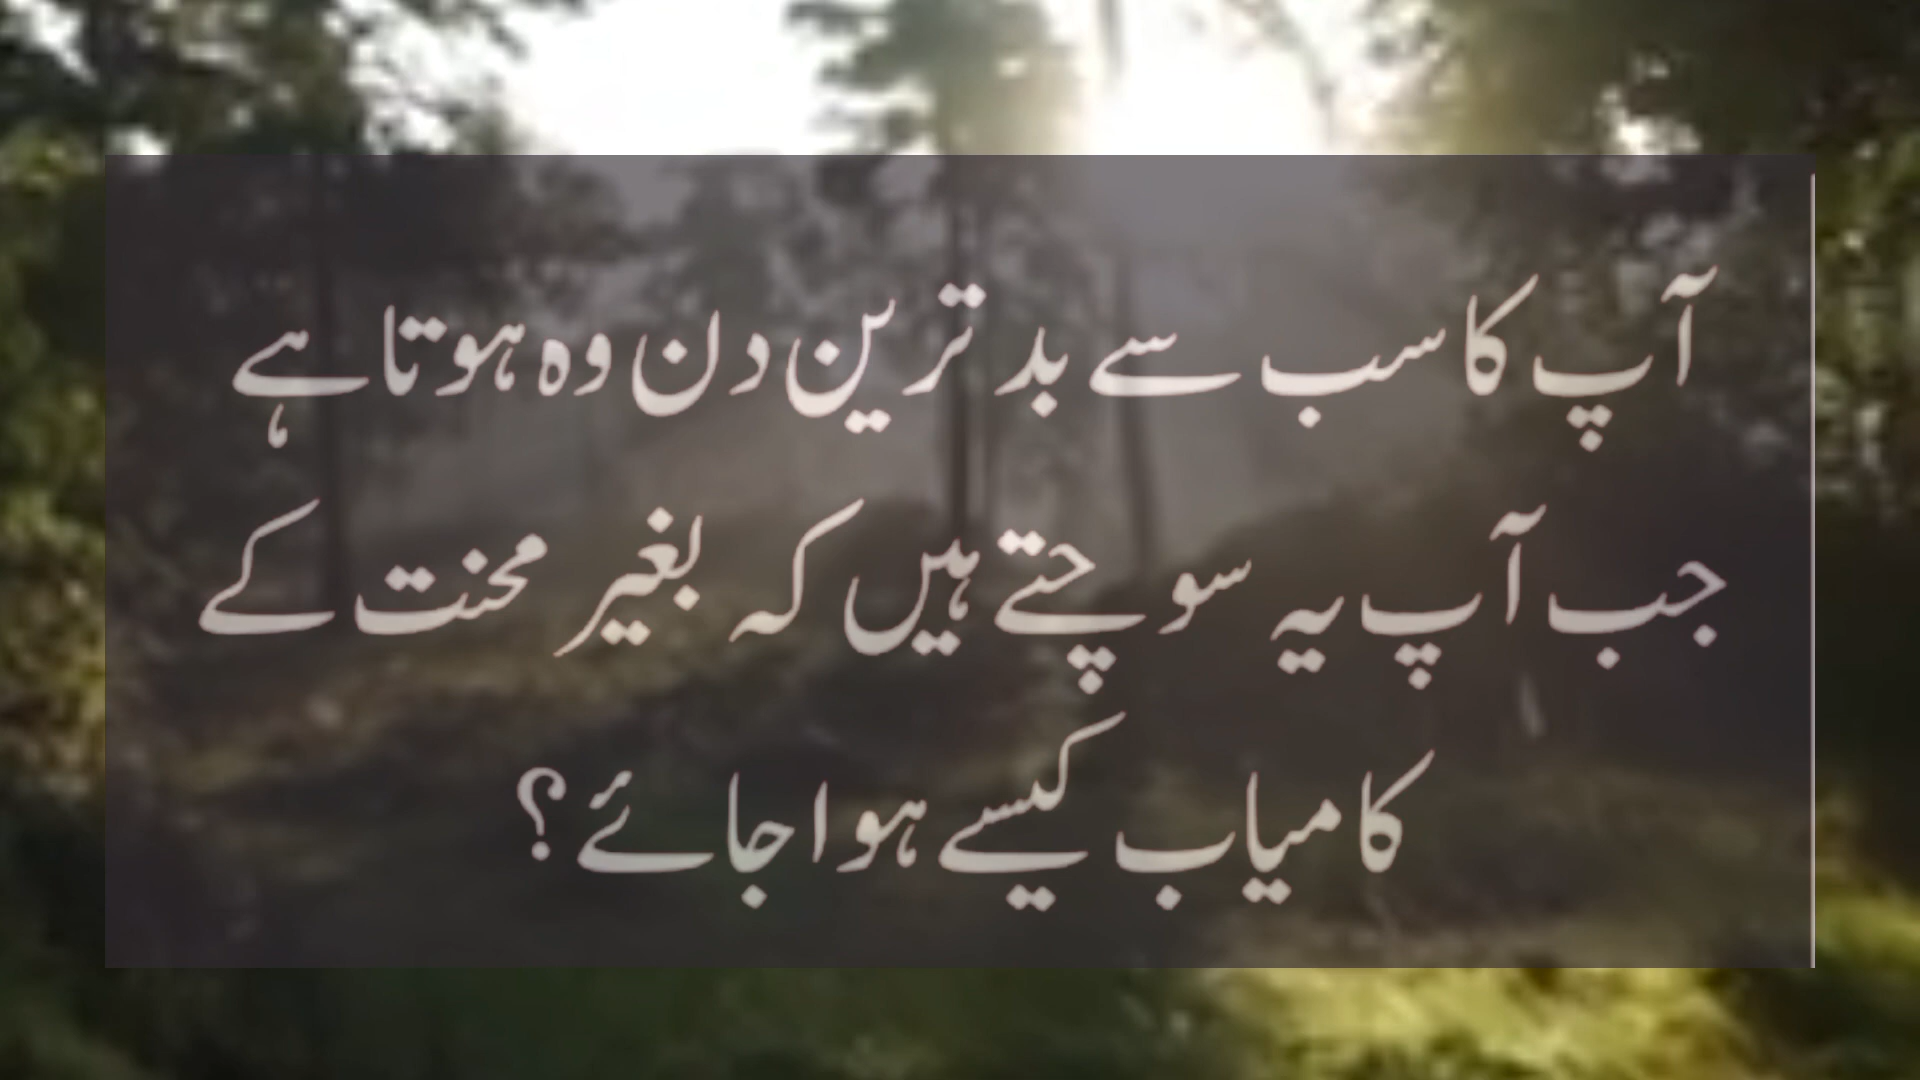 آپ کا سب سے بدترین دن وہ ہوتا ہے
جب آپ یہ سوچتے ہیں کہ بغیر محنت کے
کامیاب کیسے ہوا جائے؟